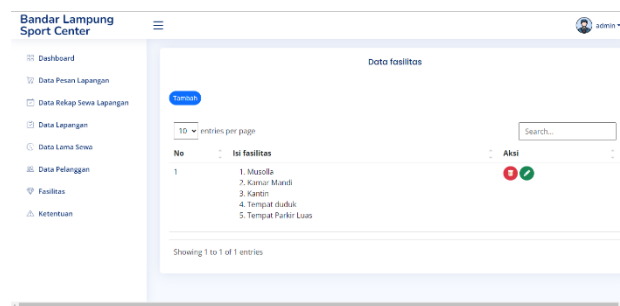 Bandar Lampung
Sport Center
admin
Dashboard
Data Pesan Lapangan
Data Rekap Sewa Lapangan
Data Lapangan
Data Lama Sewa
Data Pelanggan
Fasilitas
Ketentuan
Data fasilitas
Tambah
10 entries per page
Search...
No Isi fasilitas Aksi
1 1. Musolla
2. Kamar Mandi
3. Kantin
4. Tempat duduk
5. Tempat Parkir Luas
Showing 1 to 1 of 1 entries